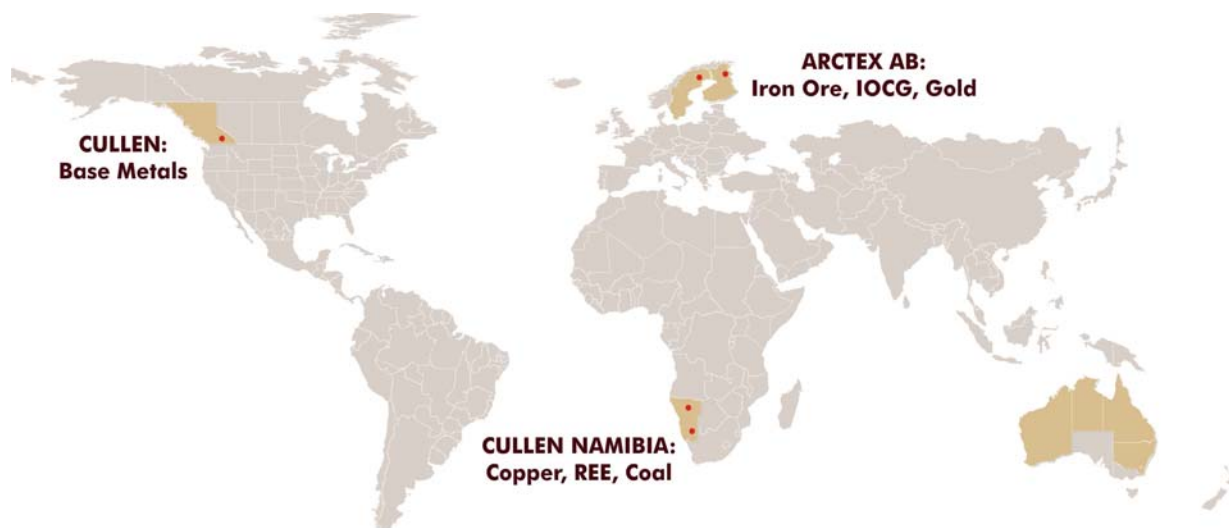 CULLEN:
Base Metals
ARCTEX AB:
Iron Ore, IOCG, Gold
CULLEN NAMIBIA:
Copper, REE, Coal